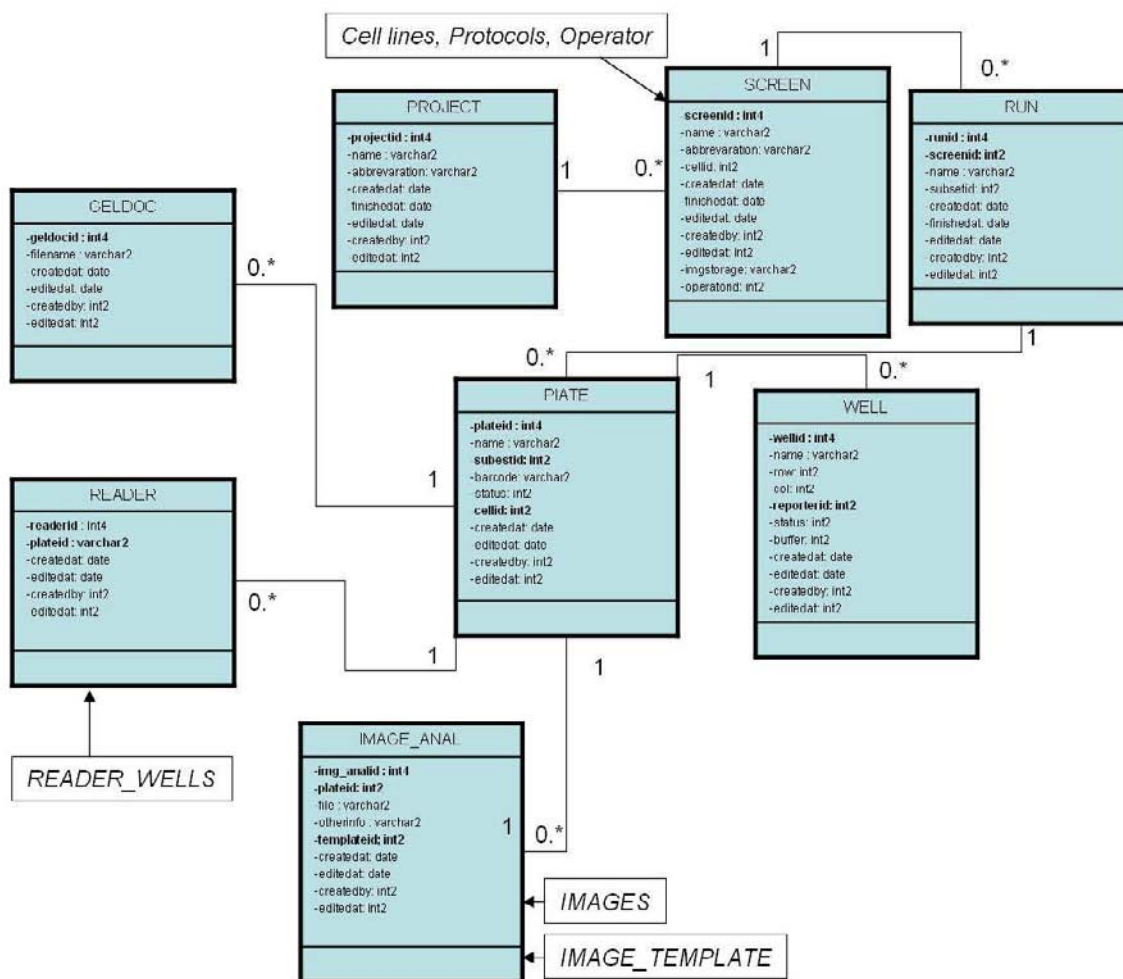 Cell lines, Protocols, Operator
1
0.*
SCREEN
-screenid : int4
-name : varchar2
-abbrevaration: varchar2
-cellid: int2
-createdat: date
-finishedat: date
-editedat: date
-createdby: int2
-editedat: int2
-imgstorage: varchar2
-operatorid: int2
PROJECT
-projectid : int4
-name : varchar2
-abbrevaration: varchar2
-createdat: date
-finishedat: date
-editedat: date
-createdby: int2
-editedat: int2
1
0.*
RUN
-runid : int4
-screenid: int2
-name : varchar2
-subsetid: int2
-createdat: date
-finishedat: date
-editedat: date
-createdby: int2
-editedat: int2
1
GELDOC
-geldocid : int4
-filename : varchar2
createdat: date
-editedat: date
-createdby: int2
-editedat: int2
0.*
0.*
1
0.*
PlATE
-plateid : int4
-name : varchar2
-subestid: int2
-barcode: varchar2
-status: int2
-cellid: int2
-createdat: date
editedat: date
-createdby: int2
-editedat: int2
1
1
1
WELL
-wellid : int4
-name : varchar2
-row: int2
col: int2
-reporterid: int2
-status: int2
-buffer: int2
-createdat: date
-editedat: date
-createdby: int2
-editedat: int2
READER
-readerid : int4
-plateid : varchar2
-createdat: date
-editedat: date
-createdby: int2
editedat: int2
0.*
READER_WELLS
IMAGE_ANAL
-img_analid : int4
-plateid: int2
-file : varchar2
-otherinfo : varchar2
-templateid: int2
-createdat: date
-editedat: date
-createdby: int2
-editedat: int2
1
0.*
IMAGES
IMAGE_TEMPLATE